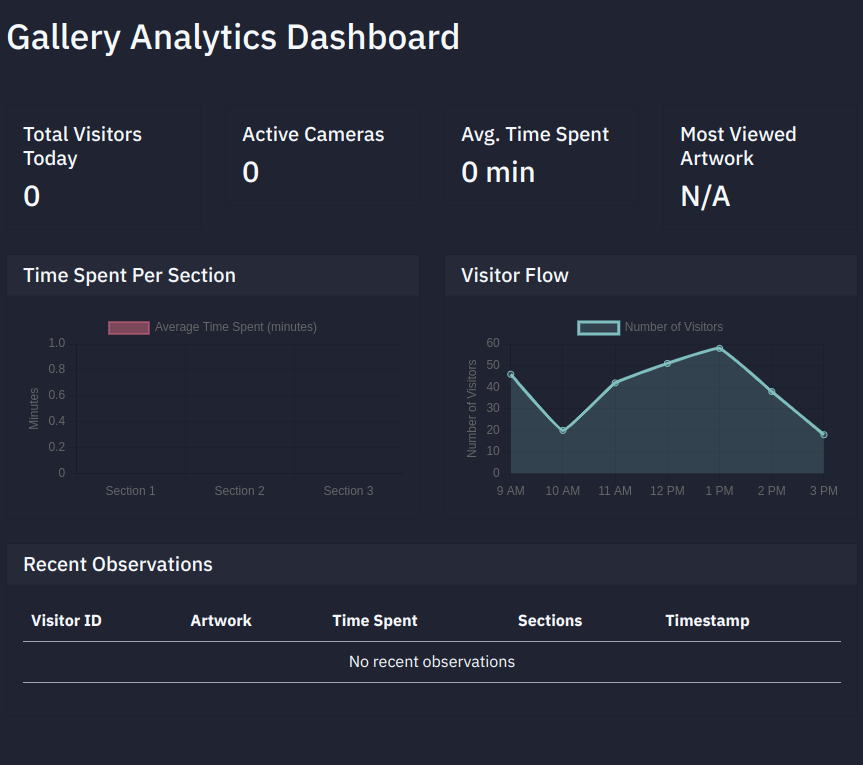 Gallery Analytics Dashboard
Total Visitors
Today
0
Active Cameras
0
Avg. Time Spent
0 min
Most Viewed
Artwork
N/A
Time Spent Per Section
Average Time Spent (minutes)
Minutes
1.0
0.8
0.6
0.4
0.2
0
Section 1 Section 2 Section 3
Visitor Flow
Number of Visitors
Number of Visitors
60
50
40
30
20
10
0
9 AM 10 AM 11 AM 12 PM 1 PM 2 PM 3 PM
Recent Observations
Visitor ID Artwork Time Spent Sections Timestamp
No recent observations